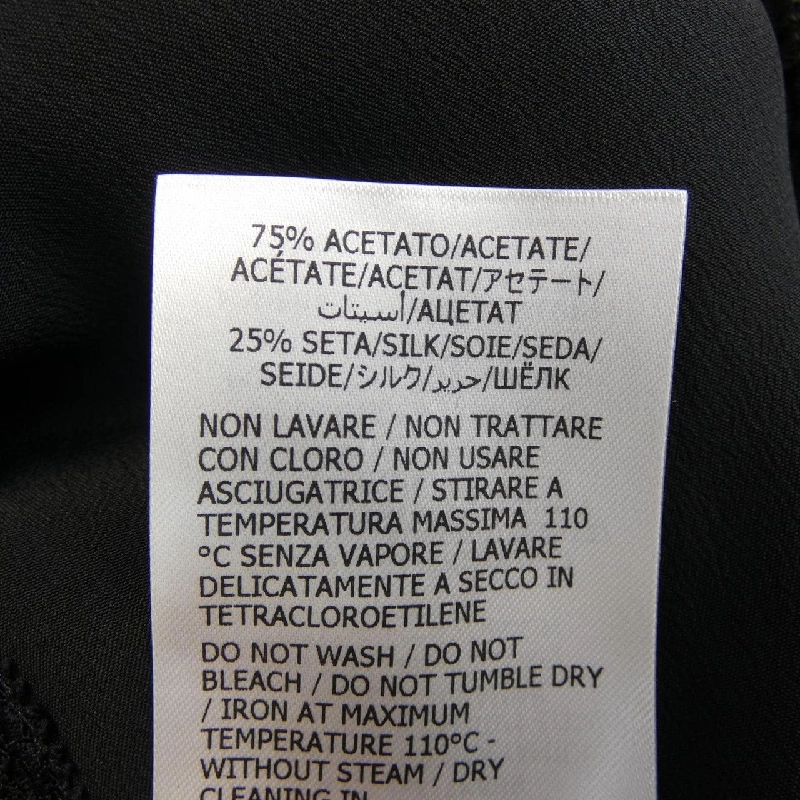 75% ACETATO/ACETATE/
ACÉTATE/ACETAT/アセテート/
أسيتات/АЦЕТАТ
25% SETA/SILK/SOIE/SEDA/
SEIDE/シルク/حرير/ШЁЛК
NON LAVARE / NON TRATTARE
CON CLORO / NON USARE
ASCIUGATRICE / STIRARE A
TEMPERATURA MASSIMA 110
°C SENZA VAPORE / LAVARE
DELICATAMENTE A SECCO IN
TETRACLOROETILENE
DO NOT WASH / DO NOT
BLEACH / DO NOT TUMBLE DRY
/ IRON AT MAXIMUM
TEMPERATURE 110°C -
WITHOUT STEAM / DRY
CLEANING IN